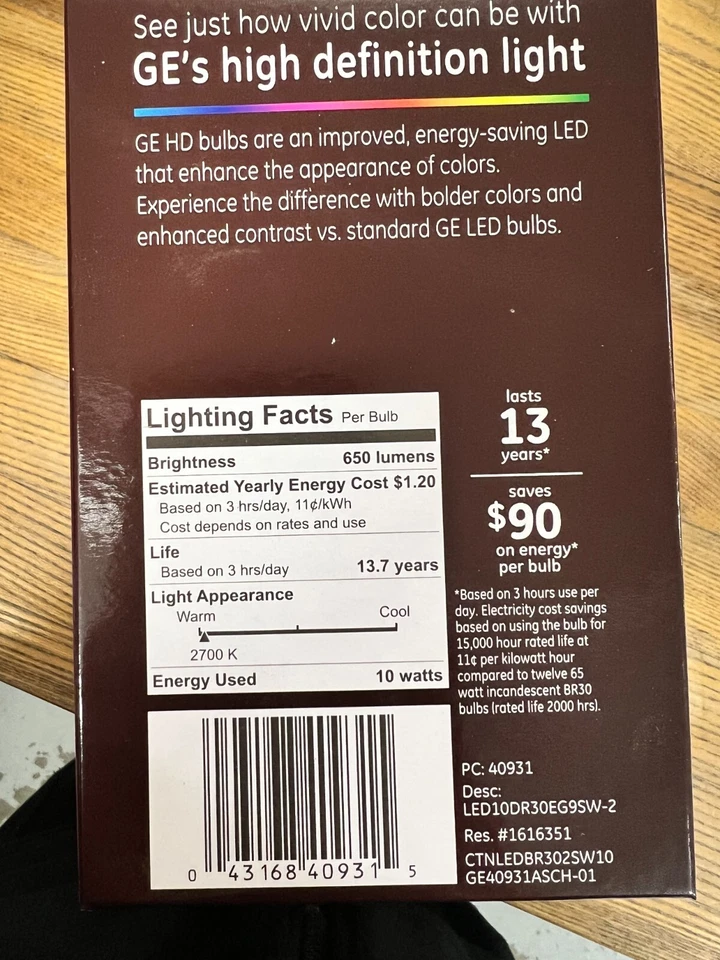 See just how vivid color can be with
GE's high definition light
GE HD bulbs are an improved, energy-saving LED
that enhance the appearance of colors.
Experience the difference with bolder colors and
enhanced contrast vs. standard GE LED bulbs.
Lighting Facts Per Bulb
Brightness 650 lumens
Estimated Yearly Energy Cost $1.20
Based on 3 hrs/day, 11¢/kWh
Cost depends on rates and use
Life
Based on 3 hrs/day 13.7 years
Light Appearance
Warm Cool
2700 K
Energy Used 10 watts
lasts
13
years*
saves
$90
on energy*
per bulb
*Based on 3 hours use per
day. Electricity cost savings
based on using the bulb for
15,000 hour rated life at
11¢ per kilowatt hour
compared to twelve 65
watt incandescent BR30
bulbs (rated life 2000 hrs).
0 43168 40931 5
PC: 40931
Desc:
LED10DR30EG9SW-2
Res. #1616351
CTNLEDBR302SW10
GE40931ASCH-01